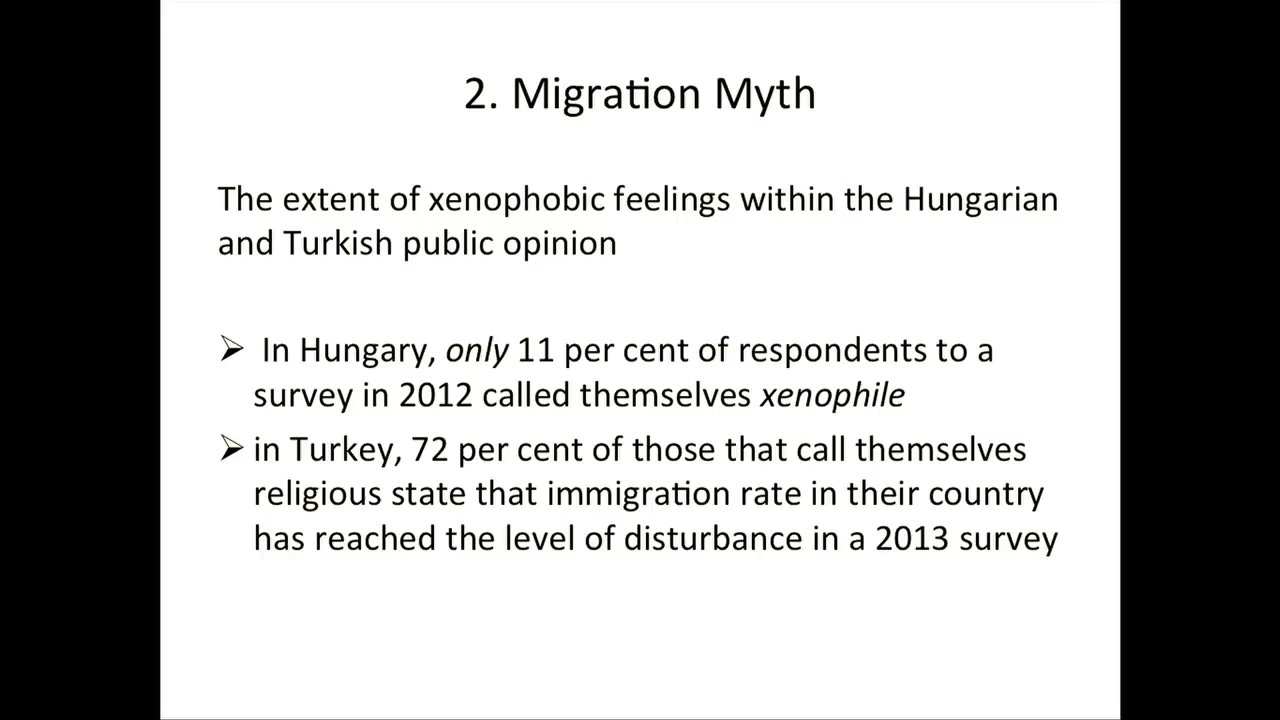 2. Migration Myth
The extent of xenophobic feelings within the Hungarian
and Turkish public opinion
➢ In Hungary, only 11 per cent of respondents to a
survey in 2012 called themselves xenophile
➢ in Turkey, 72 per cent of those that call themselves
religious state that immigration rate in their country
has reached the level of disturbance in a 2013 survey